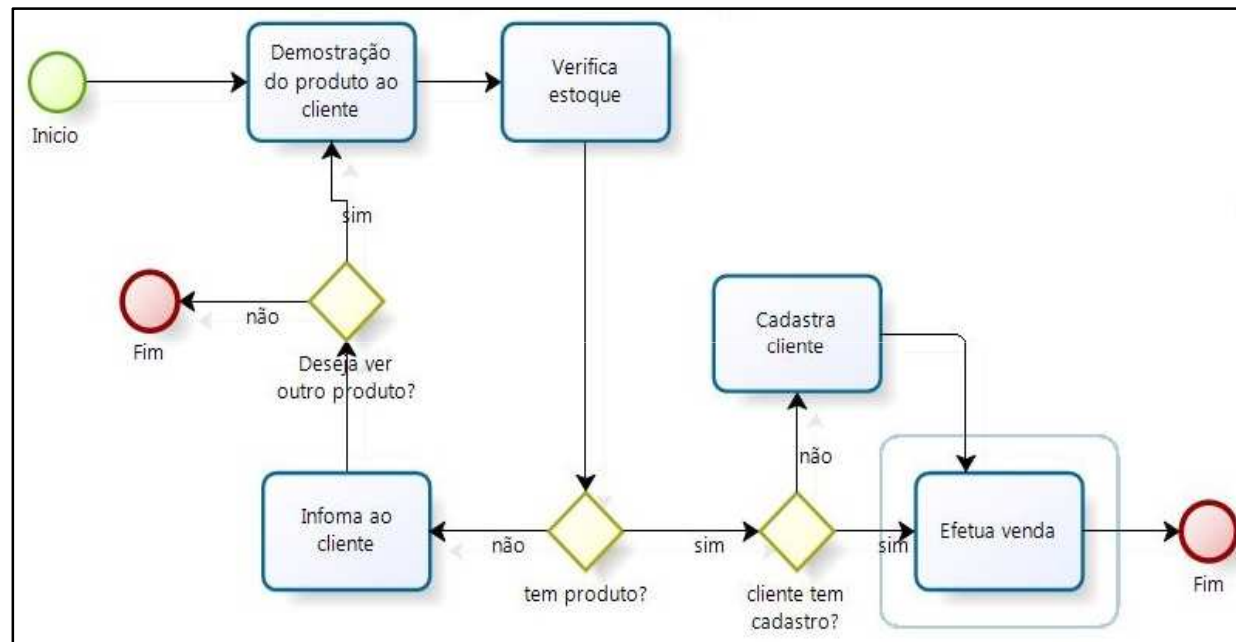 Inicio
Demostração
do produto ao
cliente
Verifica
estoque
sim
não
Fim
Deseja ver
outro produto?
Cadastra
cliente
não
Infoma ao
cliente
não
tem produto?
sim
cliente tem
cadastro?
sim
Efetua venda
Fim